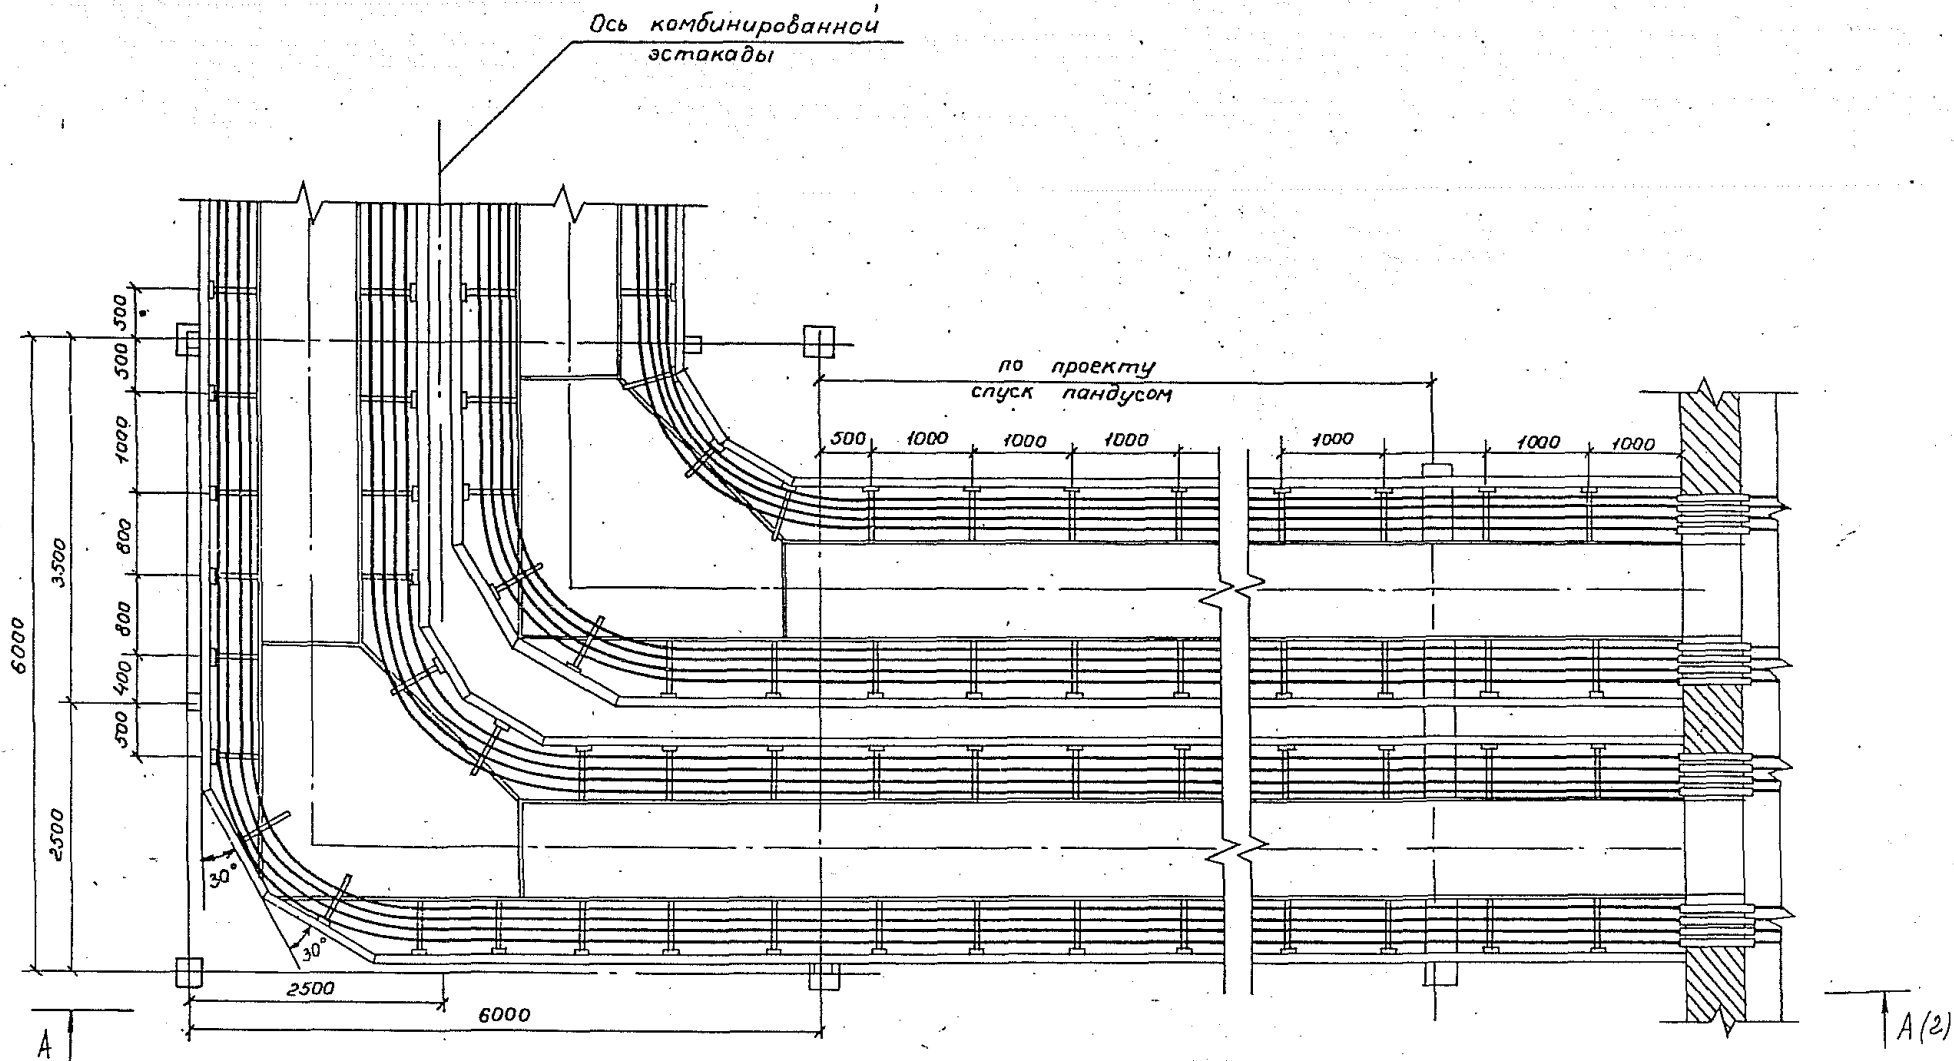 Ось комбинированной
эстакады
по проекту
спуск пандусом
500 1000 1000 1000 1000 1000 1000
500
500
1000
800
800
400
500
3500
2500
6000
30°
30°
2500
6000
А
А(2)